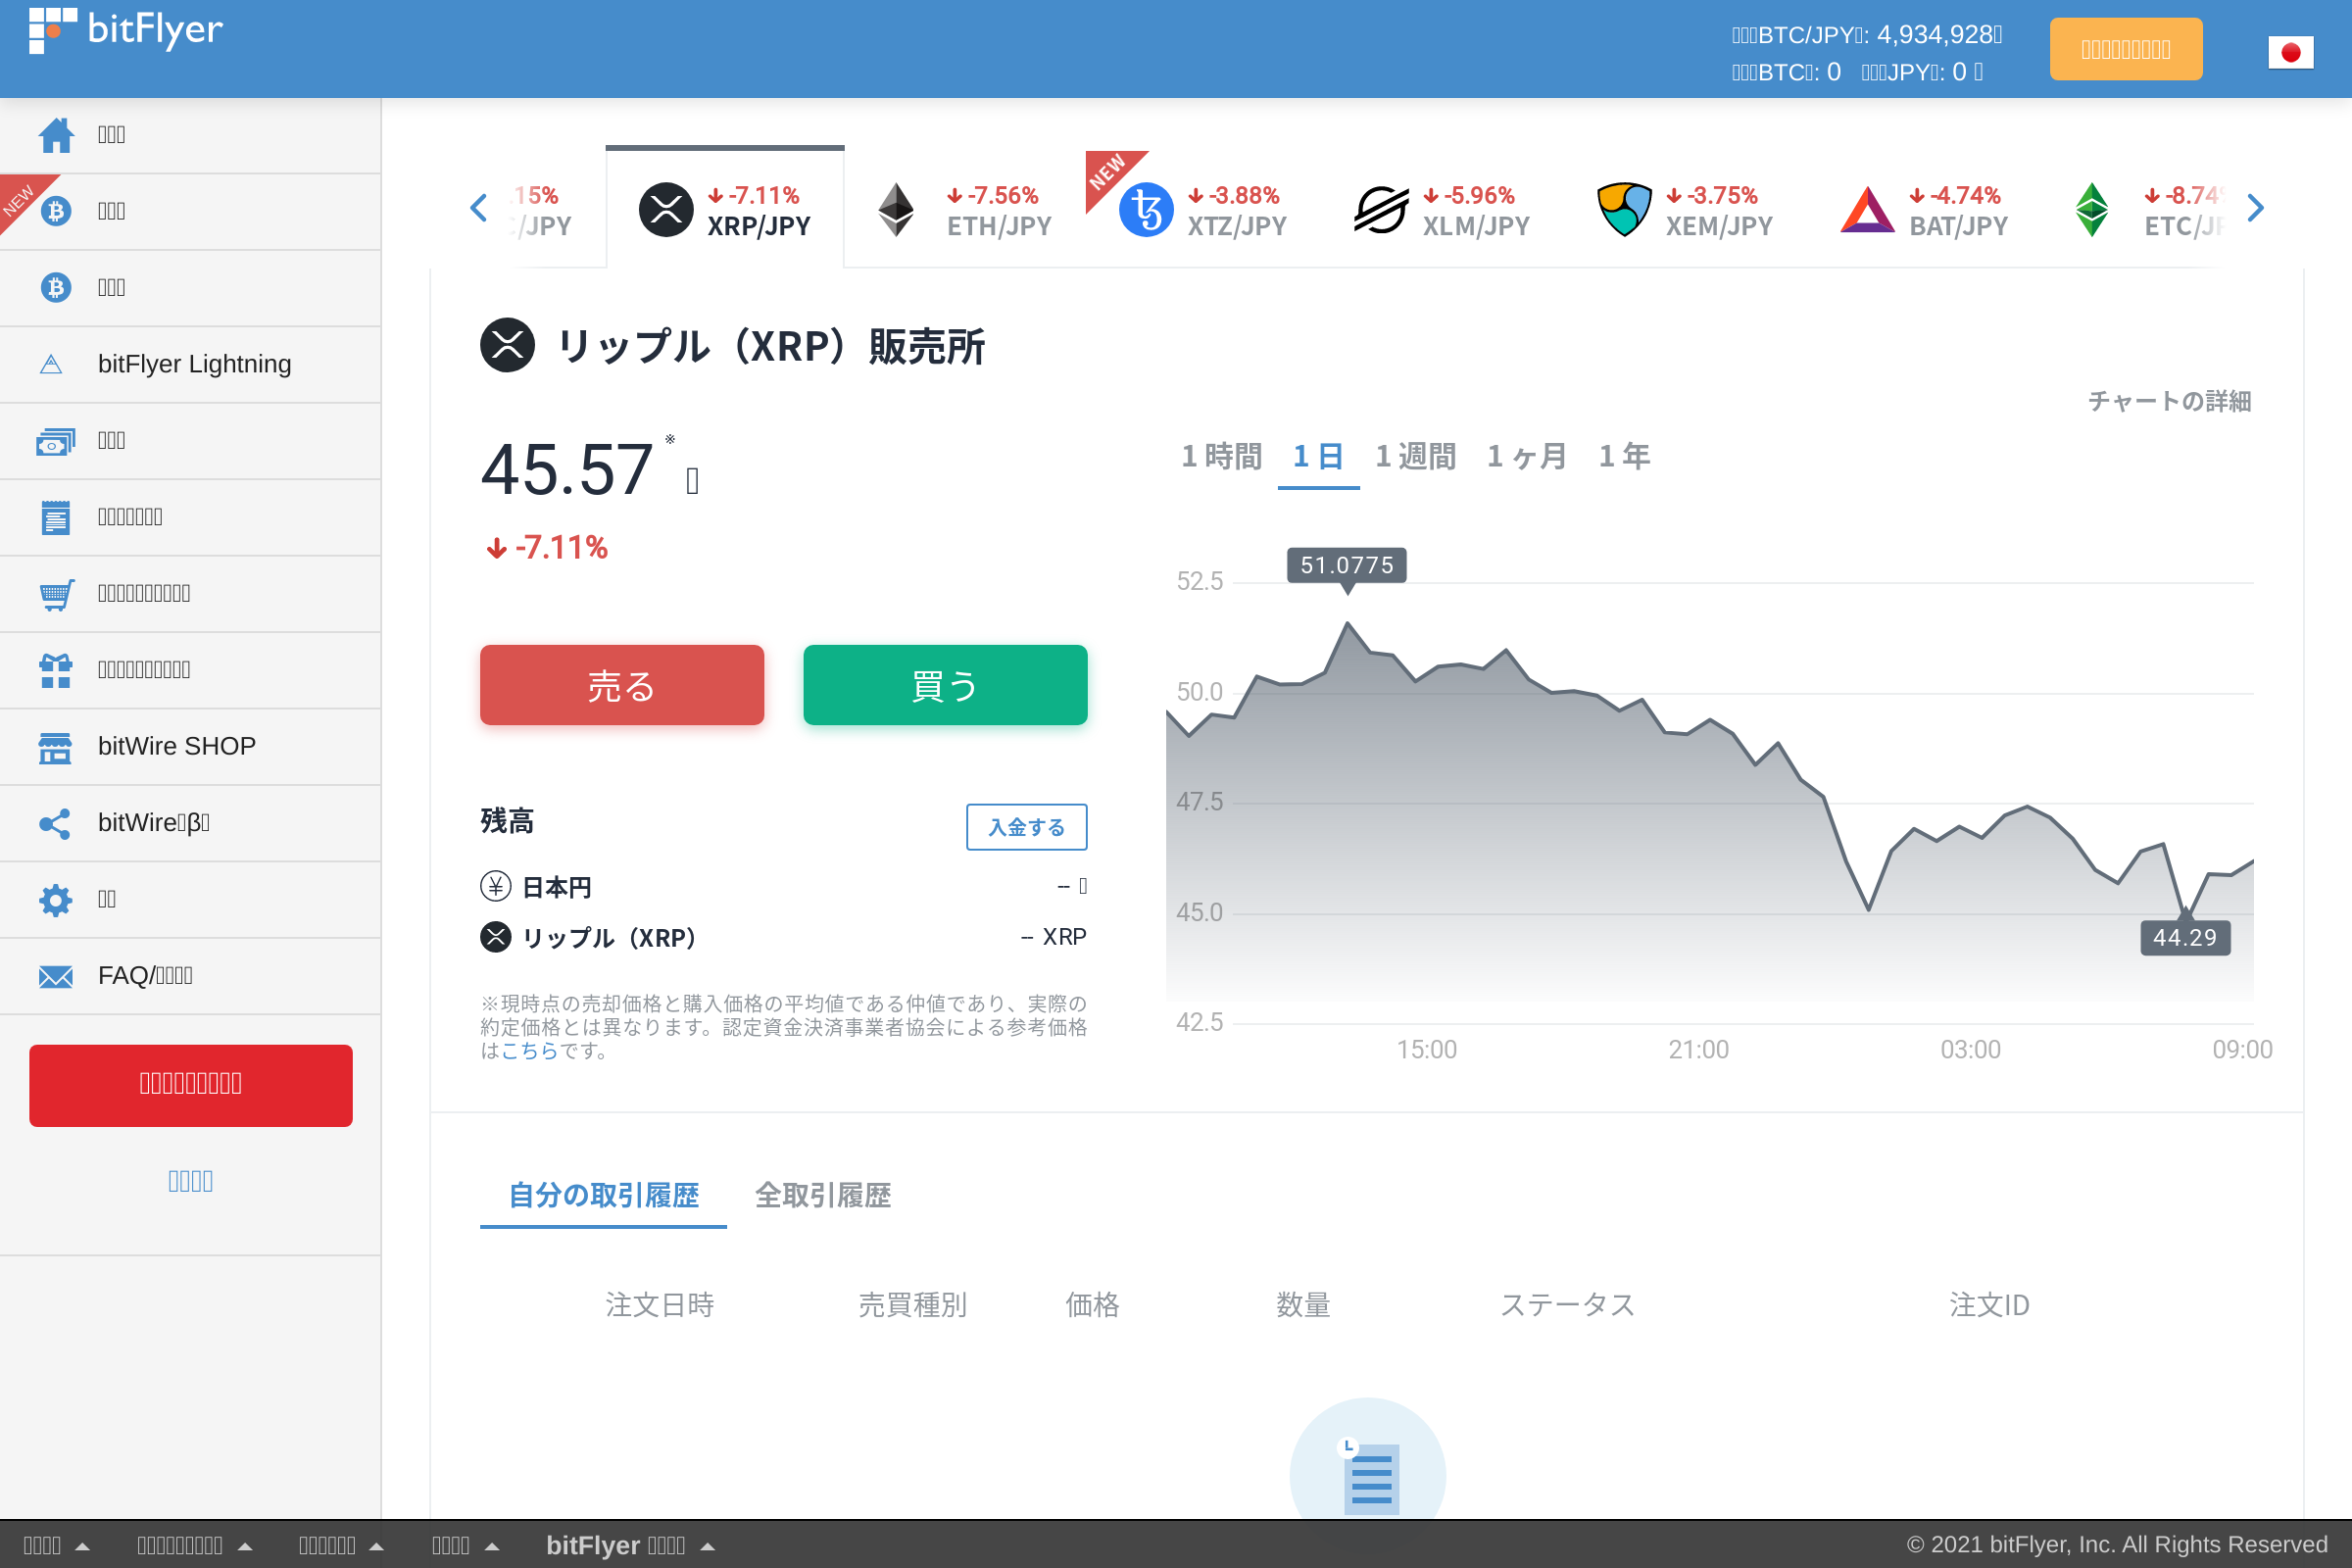 bitFlyer
BTC/JPY : 4,934,928
BTC : 0 JPY : 0
NEW
bitFlyer Lightning
bitWire SHOP
bitWire β
FAQ/
.15%
/JPY
-7.11%
XRP/JPY
-7.56%
ETH/JPY
NEW
-3.88%
XTZ/JPY
-5.96%
XLM/JPY
-3.75%
XEM/JPY
-4.74%
BAT/JPY
-8.74
ETC/J
リップル（XRP）販売所
チャートの詳細
45.57 ※
-7.11%
1 時間 1 日 1 週間 1 ヶ月 1 年
売る 買う
残高 入金する
日本円 --
リップル（XRP） -- XRP
※現時点の売却価格と購入価格の平均値である仲値であり、実際の
約定価格とは異なります。認定資金決済事業者協会による参考価格
はこちらです。
51.0775
52.5
50.0
47.5
45.0
44.29
42.5
15:00 21:00 03:00 09:00
自分の取引履歴 全取引履歴
注文日時 売買種別 価格 数量 ステータス 注文ID
bitFlyer
© 2021 bitFlyer, Inc. All Rights Reserved